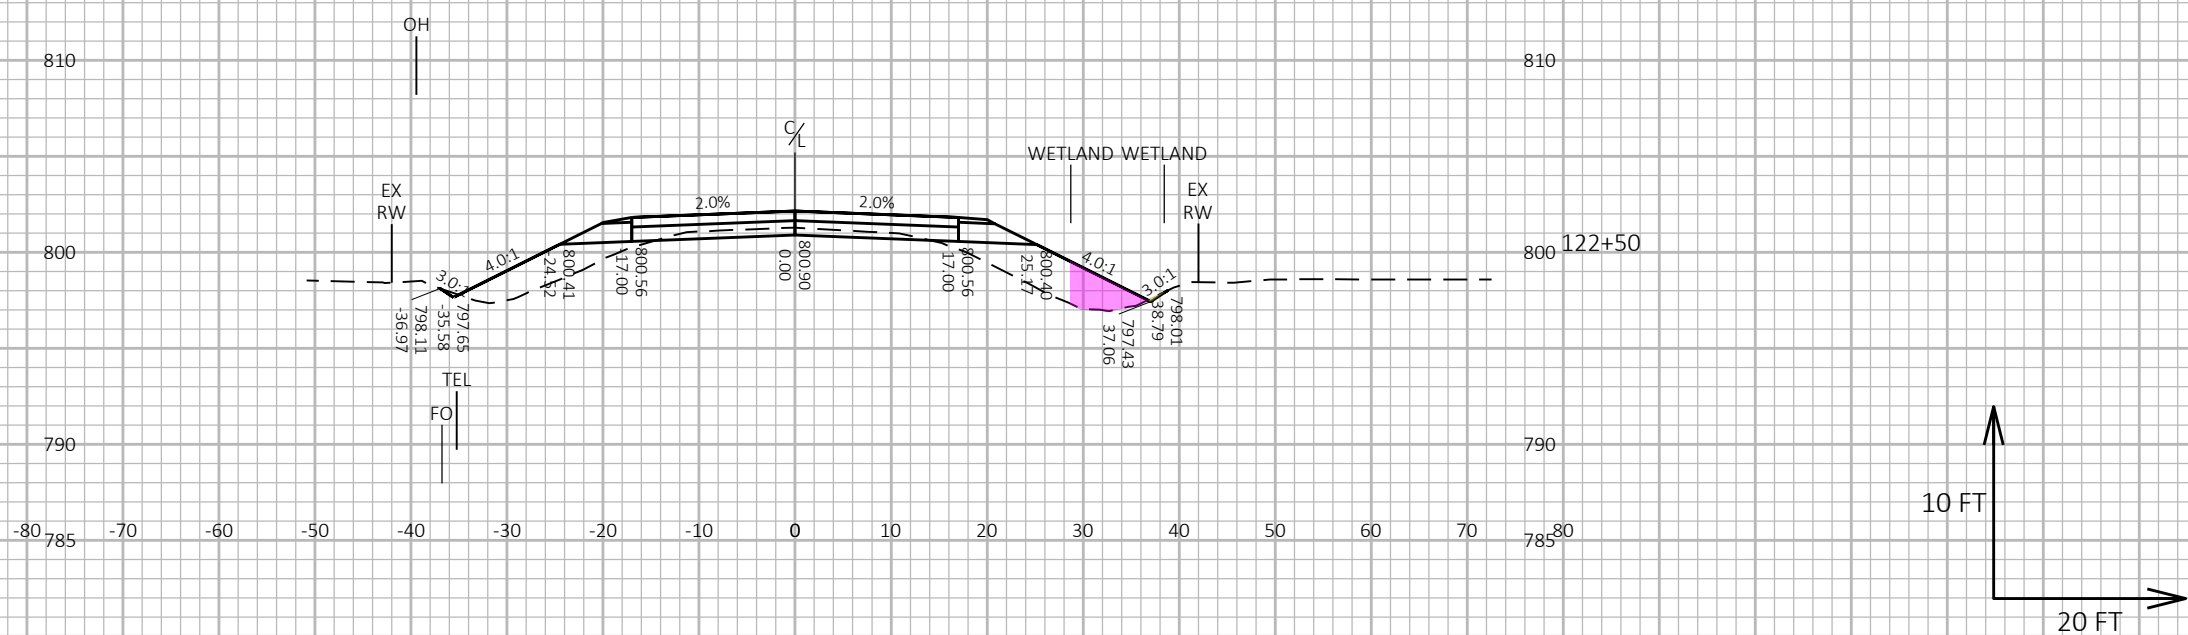 OH
810
810
C/L
WETLAND WETLAND
EX
RW
EX
RW
2.0%
2.0%
800
4.0:1
3.0:1
4.0:1
3.0:1
800
122+50
-36.97
798.11
-35.58
797.65
-24.52
800.41
-17.00
800.56
0.00
800.90
17.00
800.56
25.17
800.40
37.06
797.43
38.79
798.01
TEL
FO
790
790
10 FT
-80 -70 -60 -50 -40 -30 -20 -10 0 10 20 30 40 50 60 70 80
785
785
20 FT